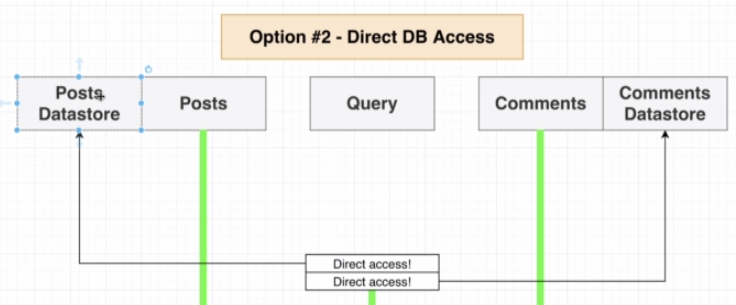 Option #2 - Direct DB Access
Posts
Datastore
Posts
Query
Comments
Comments
Datastore
Direct access!
Direct access!